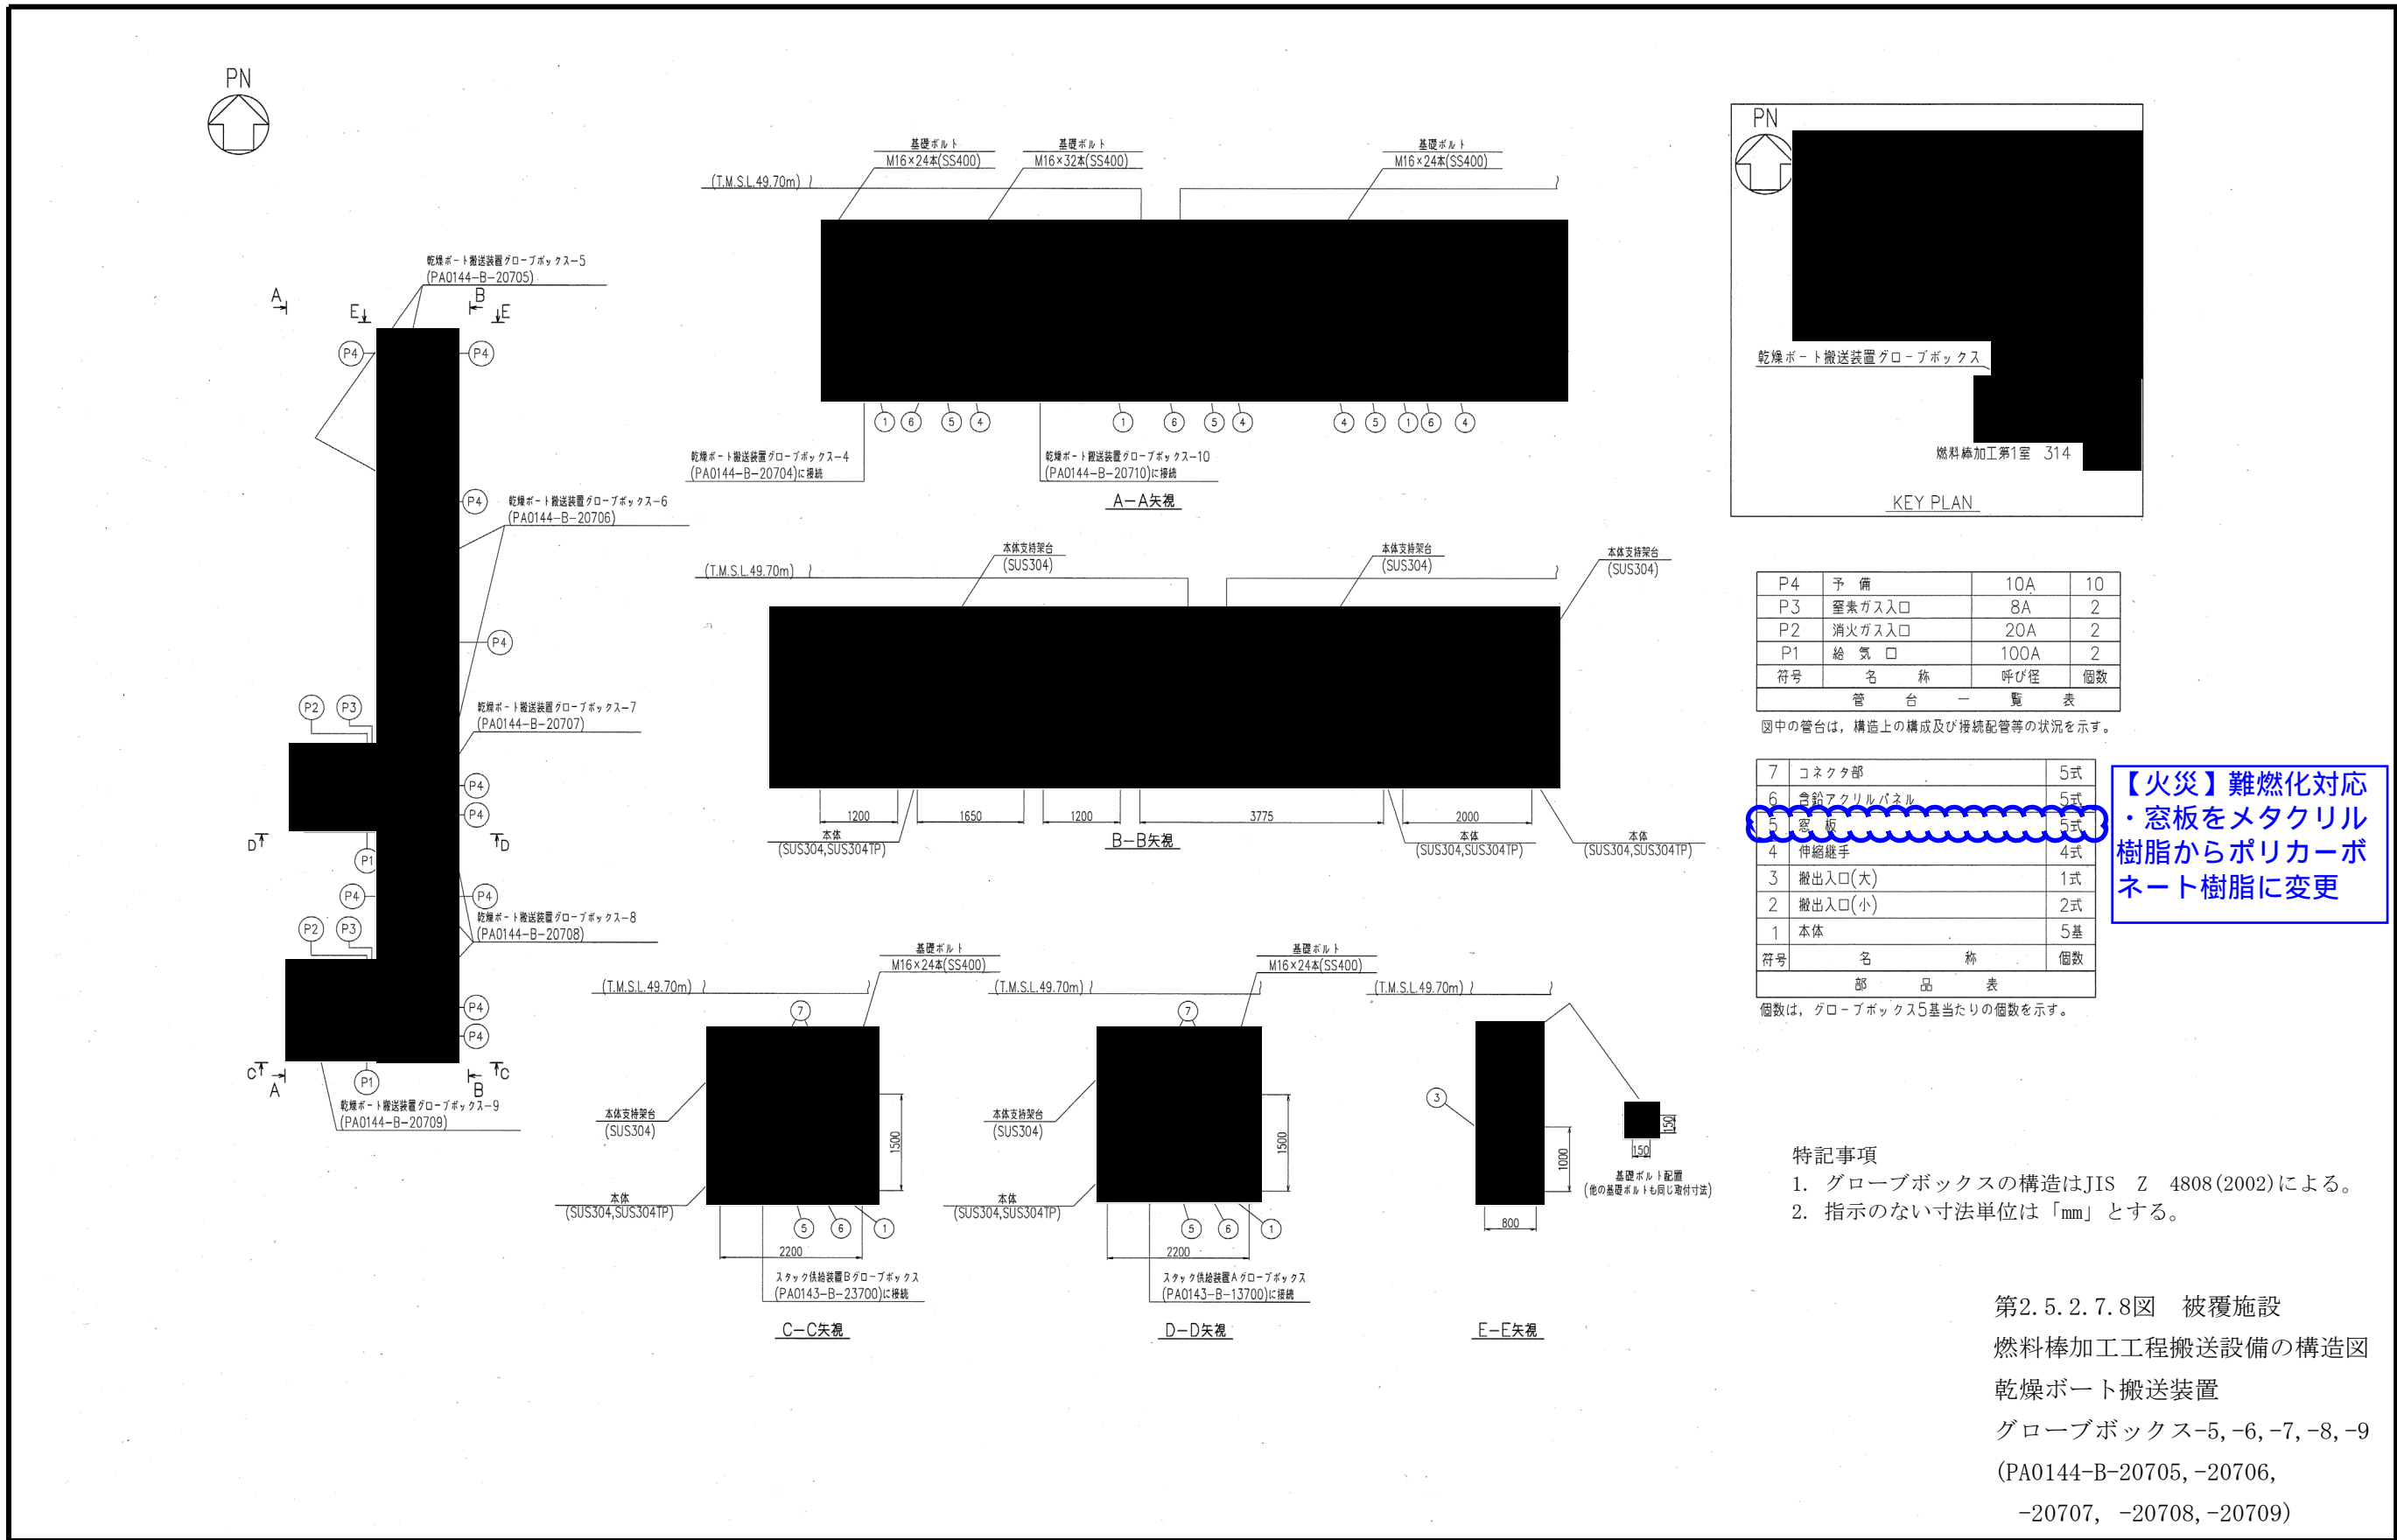 PN
乾燥ボート搬送装置グローブボックス-5
(PA0144-B-20705)
A
B
E
E
P4
P4
P4
乾燥ボート搬送装置グローブボックス-6
(PA0144-B-20706)
P4
P2
P3
乾燥ボート搬送装置グローブボックス-7
(PA0144-B-20707)
P4
P4
D
D
P1
P4
P4
P2
P3
乾燥ボート搬送装置グローブボックス-8
(PA0144-B-20708)
P4
P4
C
A
P1
B
C
乾燥ボート搬送装置グローブボックス-9
(PA0144-B-20709)
基礎ボルト
M16×24本(SS400)
基礎ボルト
M16×32本(SS400)
基礎ボルト
M16×24本(SS400)
(T.M.S.L.49.70m)
1 6 5 4 1 6 5 4 4 5 1 6 4
乾燥ボート搬送装置グローブボックス-4
(PA0144-B-20704)に接続
乾燥ボート搬送装置グローブボックス-10
(PA0144-B-20710)に接続
A-A矢視
本体支持架台
(SUS304)
本体支持架台
(SUS304)
本体支持架台
(SUS304)
(T.M.S.L.49.70m)
1200 1650 1200 3775 2000
本体
(SUS304,SUS304TP)
本体
(SUS304,SUS304TP)
本体
(SUS304,SUS304TP)
B-B矢視
基礎ボルト
M16×24本(SS400)
(T.M.S.L.49.70m)
7
本体支持架台
(SUS304)
1500
本体
(SUS304,SUS304TP)
5 6 1
2200
スタック供給装置Bグローブボックス
(PA0143-B-23700)に接続
C-C矢視
基礎ボルト
M16×24本(SS400)
(T.M.S.L.49.70m)
7
本体支持架台
(SUS304)
1500
本体
(SUS304,SUS304TP)
5 6 1
2200
スタック供給装置Aグローブボックス
(PA0143-B-13700)に接続
D-D矢視
(T.M.S.L.49.70m)
3
1000
800
150
150
基礎ボルト配置
(他の基礎ボルトも同じ取付寸法)
E-E矢視
PN
乾燥ボート搬送装置グローブボックス
燃料棒加工第1室 314
KEY PLAN
P4 予備 10A 10
P3 窒素ガス入口 8A 2
P2 消火ガス入口 20A 2
P1 給気口 100A 2
符号 名称 呼び径 個数
管台一覧表
図中の管台は，構造上の構成及び接続配管等の状況を示す。
7 コネクタ部 5式
6 含鉛アクリルパネル 5式
5 窓板 5式
4 伸縮継手 4式
3 搬出入口(大) 1式
2 搬出入口(小) 2式
1 本体 5基
符号 名称 個数
部品表
個数は，グローブボックス5基当たりの個数を示す。
【火災】難燃化対応
・窓板をメタクリル
樹脂からポリカーボ
ネート樹脂に変更
特記事項
1. グローブボックスの構造はJIS Z 4808(2002)による。
2. 指示のない寸法単位は「mm」とする。
第2.5.2.7.8図 被覆施設
燃料棒加工工程搬送設備の構造図
乾燥ボート搬送装置
グローブボックス-5,-6,-7,-8,-9
(PA0144-B-20705,-20706,
-20707, -20708,-20709)